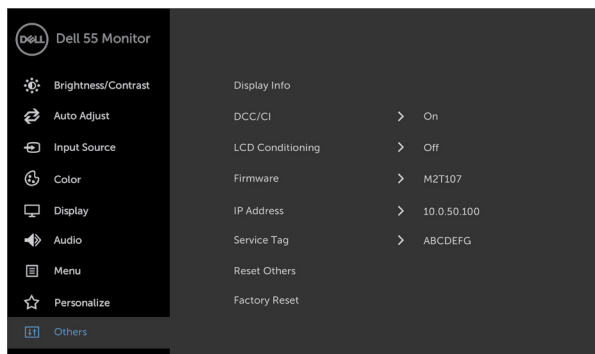 DELL Dell 55 Monitor
Brightness/Contrast
Auto Adjust
Input Source
Color
Display
Audio
Menu
Personalize
Others
Display Info
DCC/CI > On
LCD Conditioning > Off
Firmware > M2T107
IP Address > 10.0.50.100
Service Tag > ABCDEFG
Reset Others
Factory Reset